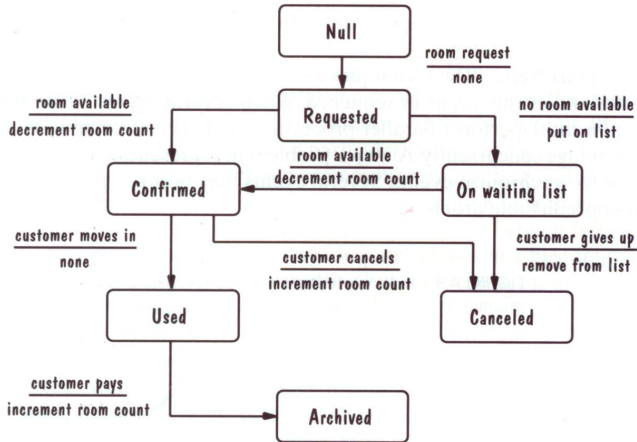 Null
room request
none
room available
decrement room count
Requested
no room available
put on list
room available
decrement room count
Confirmed
On waiting list
customer moves in
none
customer cancels
increment room count
customer gives up
remove from list
Used
Canceled
customer pays
increment room count
Archived